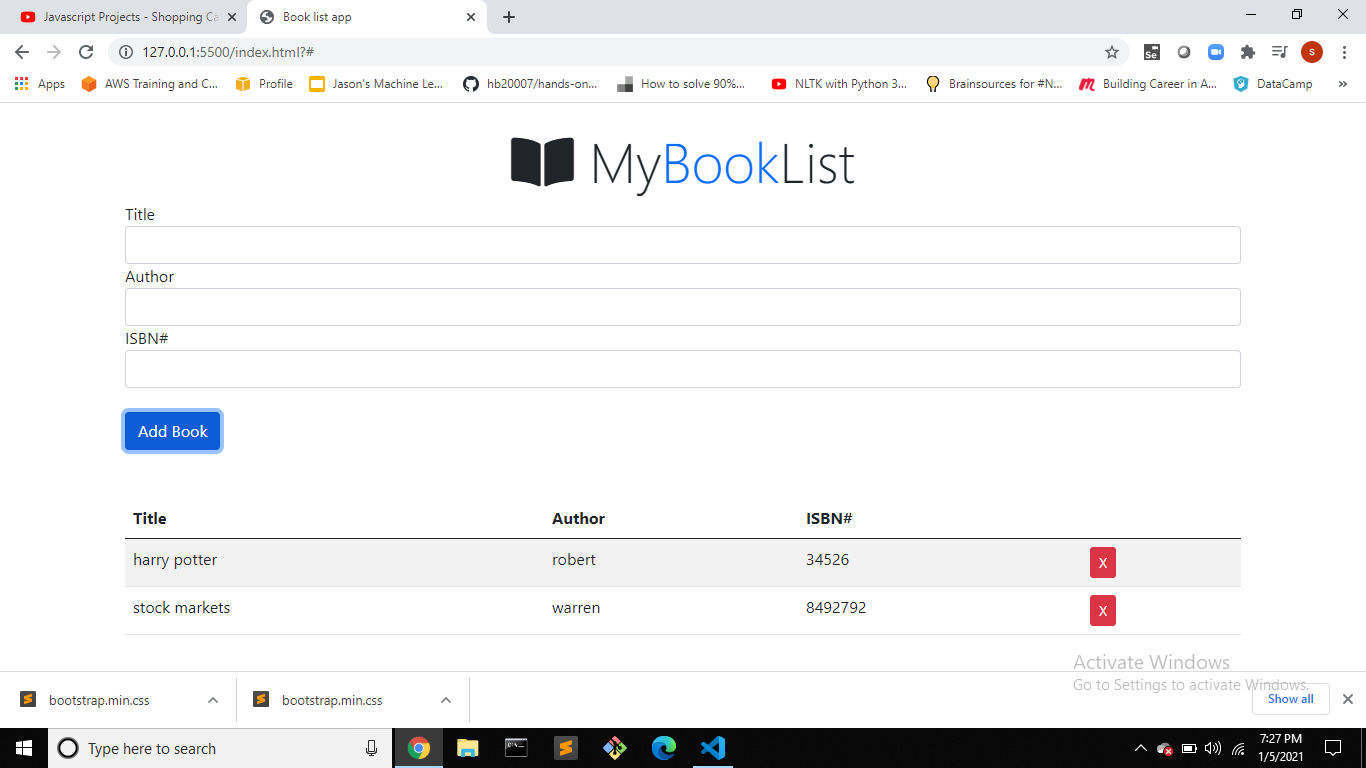 Javascript Projects - Shopping Ca
Book list app
127.0.0.1:5500/index.html?#
Se
S
Apps
AWS Training and C...
Profile
Jason's Machine Le...
hb20007/hands-on...
How to solve 90%...
NLTK with Python 3...
Brainsources for #N...
Building Career in A...
DataCamp
»
MyBookList
Title
Author
ISBN#
Add Book
Title Author ISBN#
harry potter robert 34526 X
stock markets warren 8492792 X
Activate Windows
Go to Settings to activate Windows.
bootstrap.min.css
bootstrap.min.css
Show all
Type here to search
7:27 PM
1/5/2021